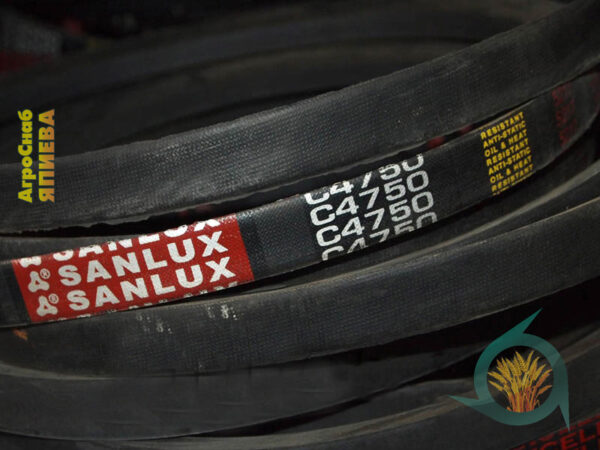 АгроСнаб
ЯПИЕВА
SANLUX
® SANLUX
® SANLUX
C4750
C4750
C4750
C4750
RESISTANT
ANTI-STATIC
OIL & HEAT
RESISTANT
ANTI-STATIC
OIL & HEAT
RESISTANT